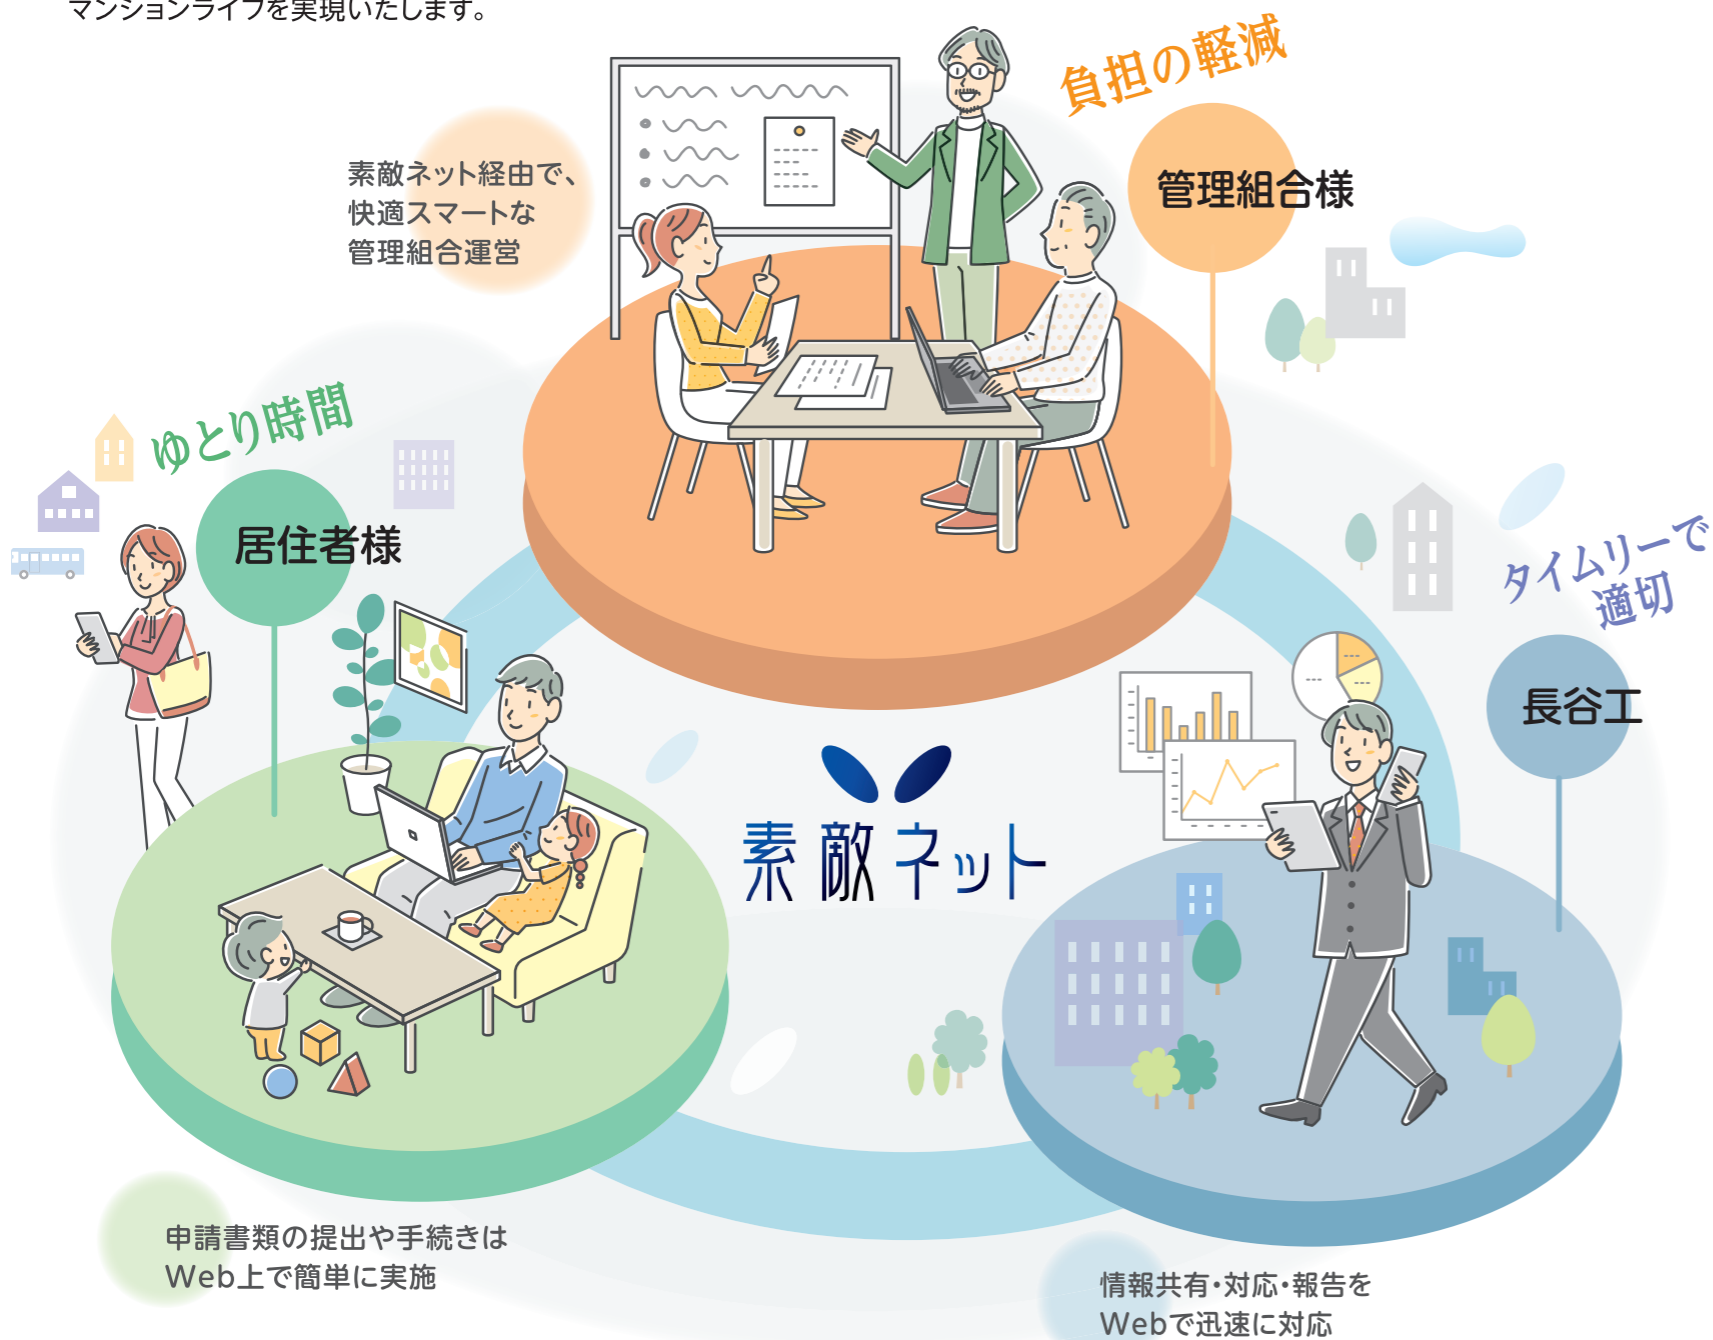 マンションライフを実現いたします。
負担の軽減
管理組合様
素敵ネット経由で、
快適スマートな
管理組合運営
ゆとり時間
居住者様
タイムリーで
適切
長谷工
素敵ネット
申請書類の提出や手続きは
Web上で簡単に実施
情報共有・対応・報告を
Webで迅速に対応